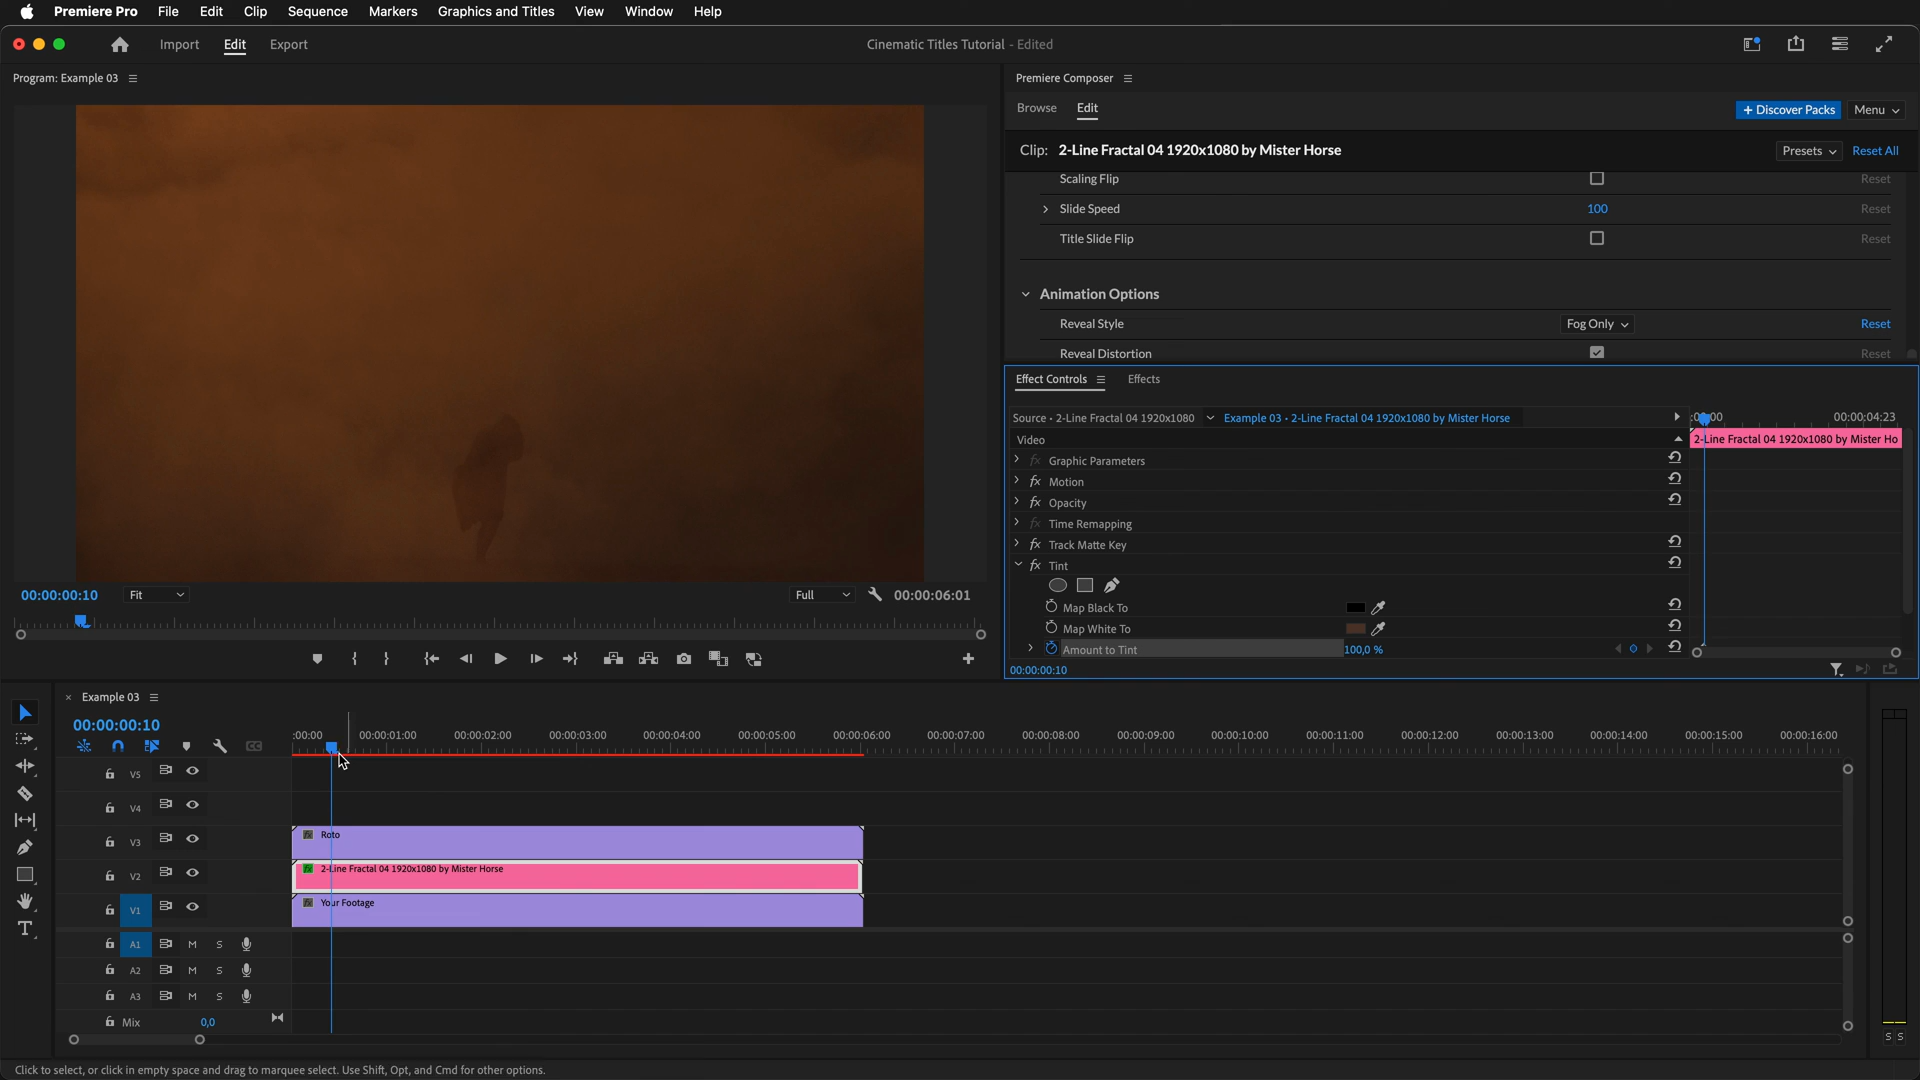 Premiere Pro File Edit Clip Sequence Markers Graphics and Titles View Window Help
Import Edit Export
Cinematic Titles Tutorial - Edited
Program: Example 03
00:00:00:10 Fit Full 00:00:06:01
Premiere Composer
Browse Edit
+ Discover Packs Menu
Clip: 2-Line Fractal 04 1920x1080 by Mister Horse Presets Reset All
Scaling Flip Reset
Slide Speed 100 Reset
Title Slide Flip Reset
Animation Options
Reveal Style Fog Only Reset
Reveal Distortion Reset
Effect Controls Effects
Source • 2-Line Fractal 04 1920x1080 Example 03 • 2-Line Fractal 04 1920x1080 by Mister Horse 00:00:04:23
Video 2-Line Fractal 04 1920x1080 by Mister Ho
fx Graphic Parameters
fx Motion
fx Opacity
fx Time Remapping
fx Track Matte Key
fx Tint
Map Black To
Map White To
Amount to Tint 100,0 %
00:00:00:10
× Example 03
00:00:00:10
:00:00 00:00:01:00 00:00:02:00 00:00:03:00 00:00:04:00 00:00:05:00 00:00:06:00 00:00:07:00 00:00:08:00 00:00:09:00 00:00:10:00 00:00:11:00 00:00:12:00 00:00:13:00 00:00:14:00 00:00:15:00 00:00:16:00
CC
V5
V4
V3 fx Roto
V2 fx 2-Line Fractal 04 1920x1080 by Mister Horse
V1 fx Your Footage
A1 M S
A2 M S
A3 M S
Mix 0,0
S S
T
Click to select, or click in empty space and drag to marquee select. Use Shift, Opt, and Cmd for other options.